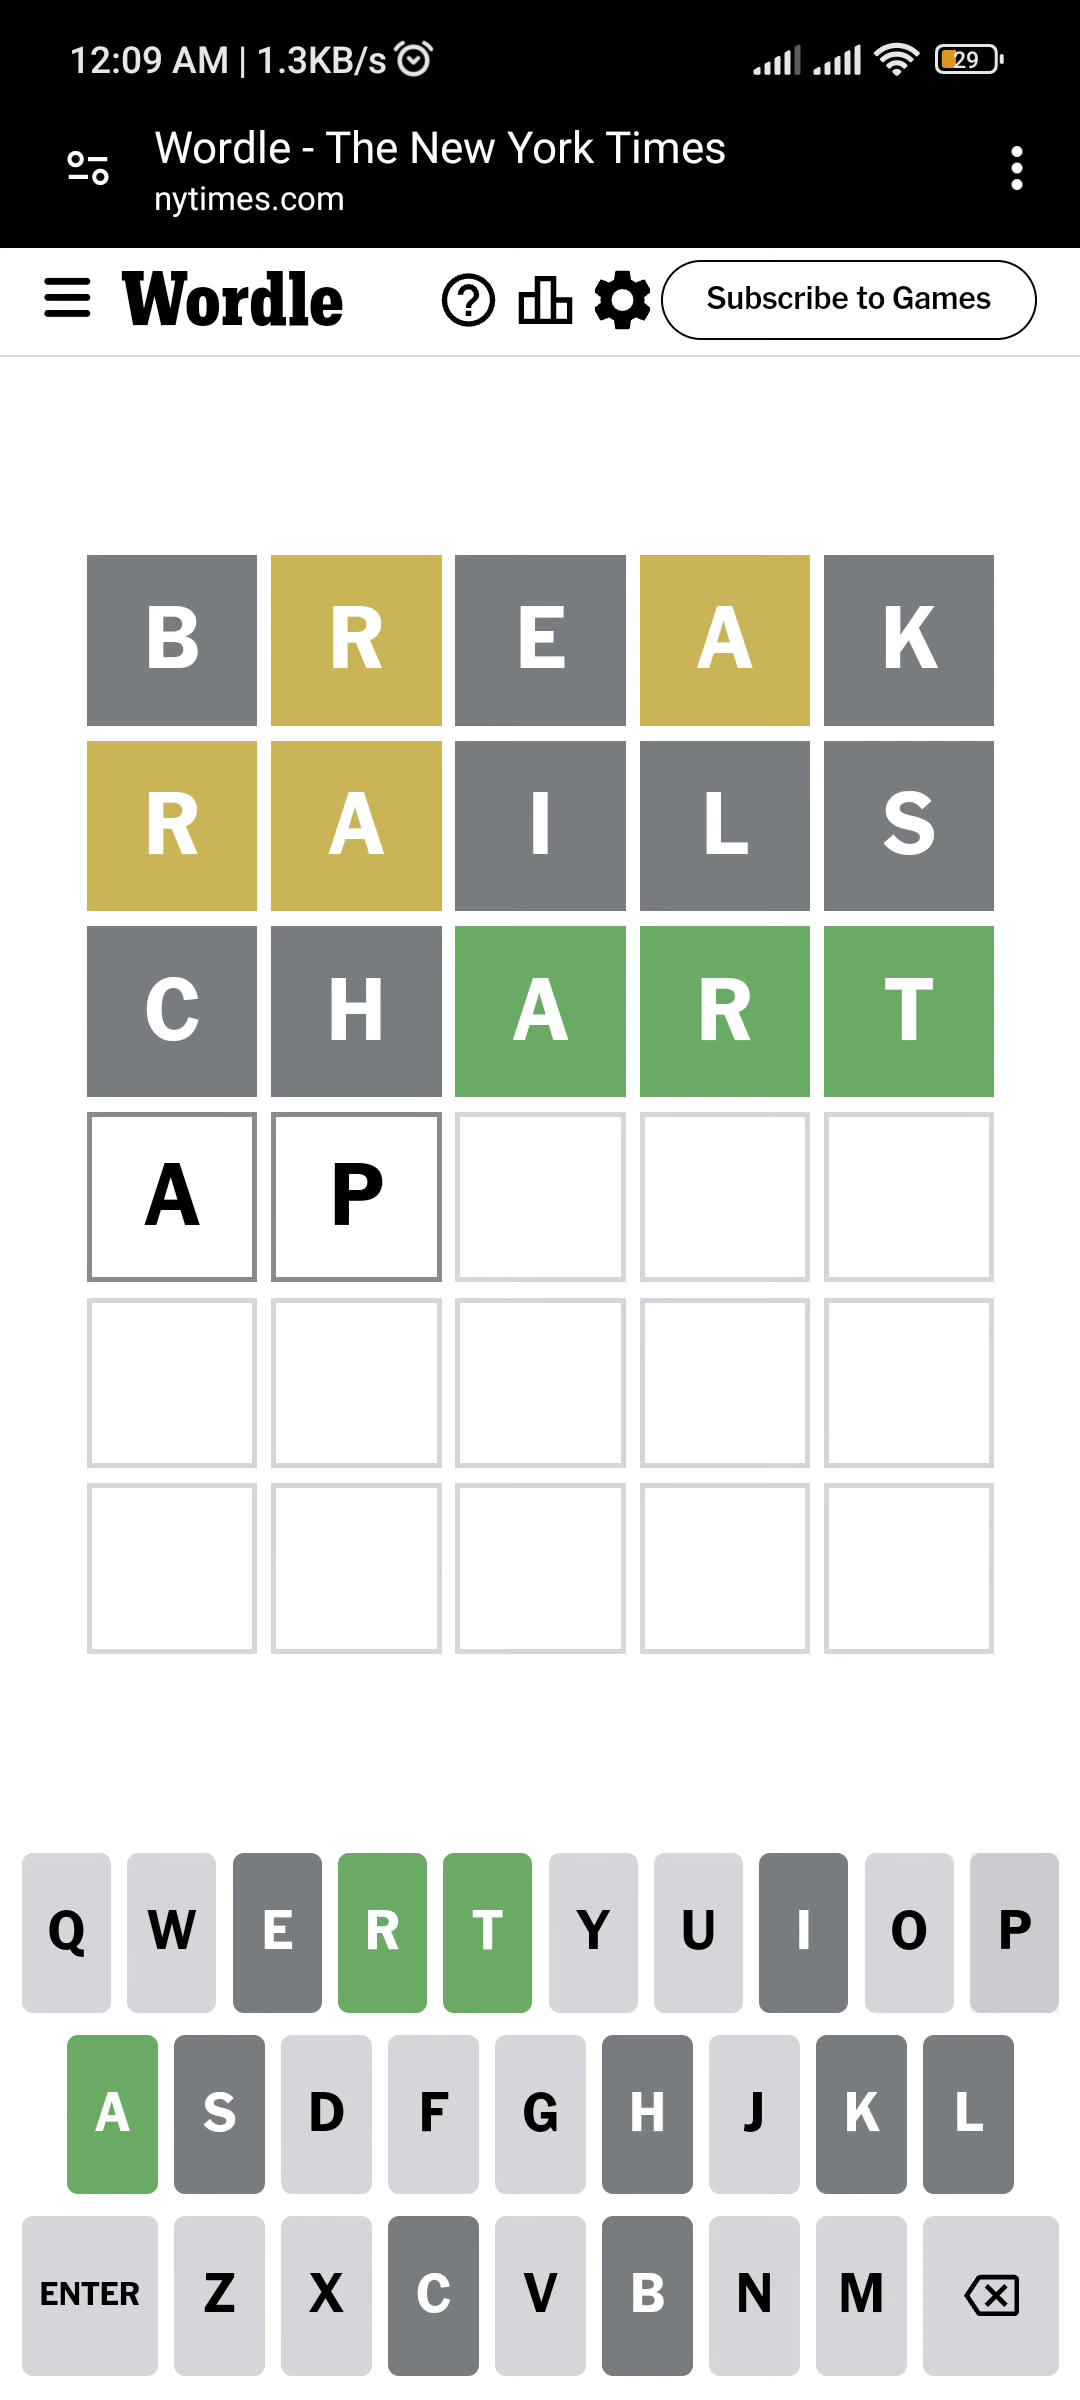 12:09 AM | 1.3KB/s 29
Wordle - The New York Times
nytimes.com
Wordle ? Subscribe to Games
B R E A K
R A I L S
C H A R T
A P
Q W E R T Y U I O P
A S D F G H J K L
ENTER Z X C V B N M